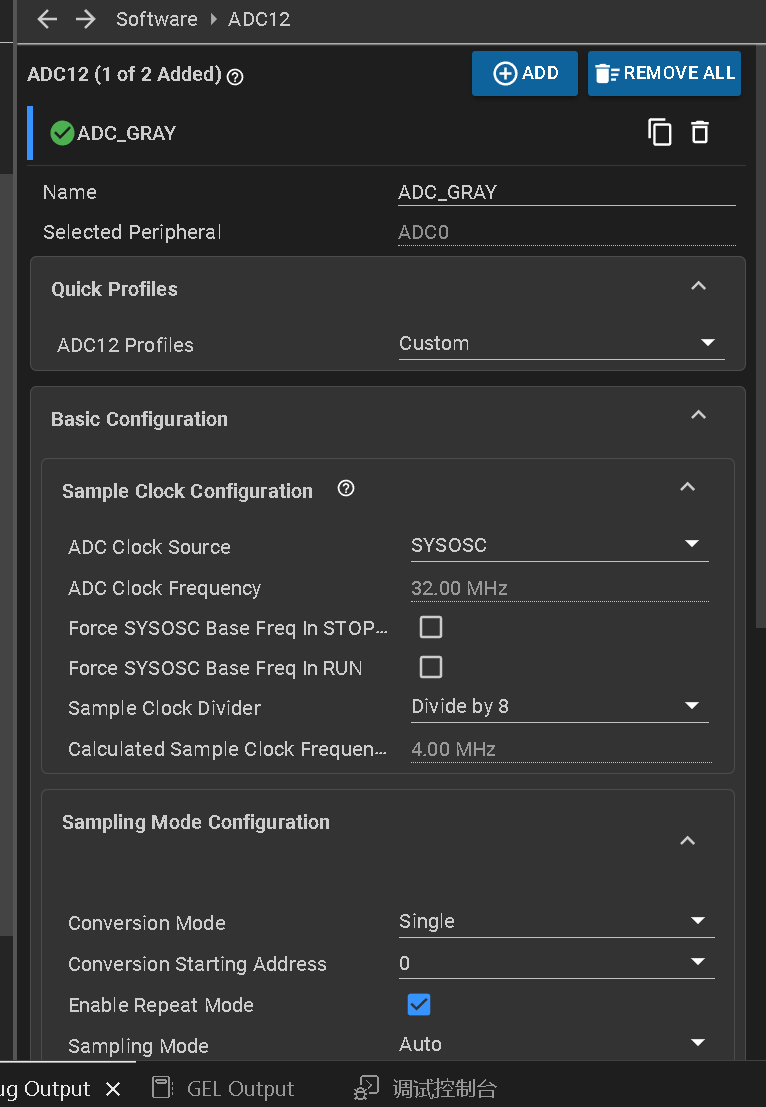 Software ADC12
ADC12 (1 of 2 Added)
ADD
REMOVE ALL
ADC_GRAY
Name ADC_GRAY
Selected Peripheral ADC0
Quick Profiles
ADC12 Profiles Custom
Basic Configuration
Sample Clock Configuration
ADC Clock Source SYSOSC
ADC Clock Frequency 32.00 MHz
Force SYSOSC Base Freq In STOP...
Force SYSOSC Base Freq In RUN
Sample Clock Divider Divide by 8
Calculated Sample Clock Frequen... 4.00 MHz
Sampling Mode Configuration
Conversion Mode Single
Conversion Starting Address 0
Enable Repeat Mode
Sampling Mode Auto
ug Output GEL Output 调试控制台